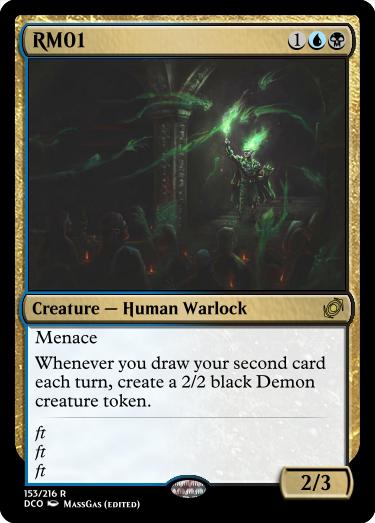 RM01 1
Creature — Human Warlock
Menace
Whenever you draw your second card
each turn, create a 2/2 black Demon
creature token.
ft
ft
ft
2/3
153/216 R
DCO MassGas (edited)